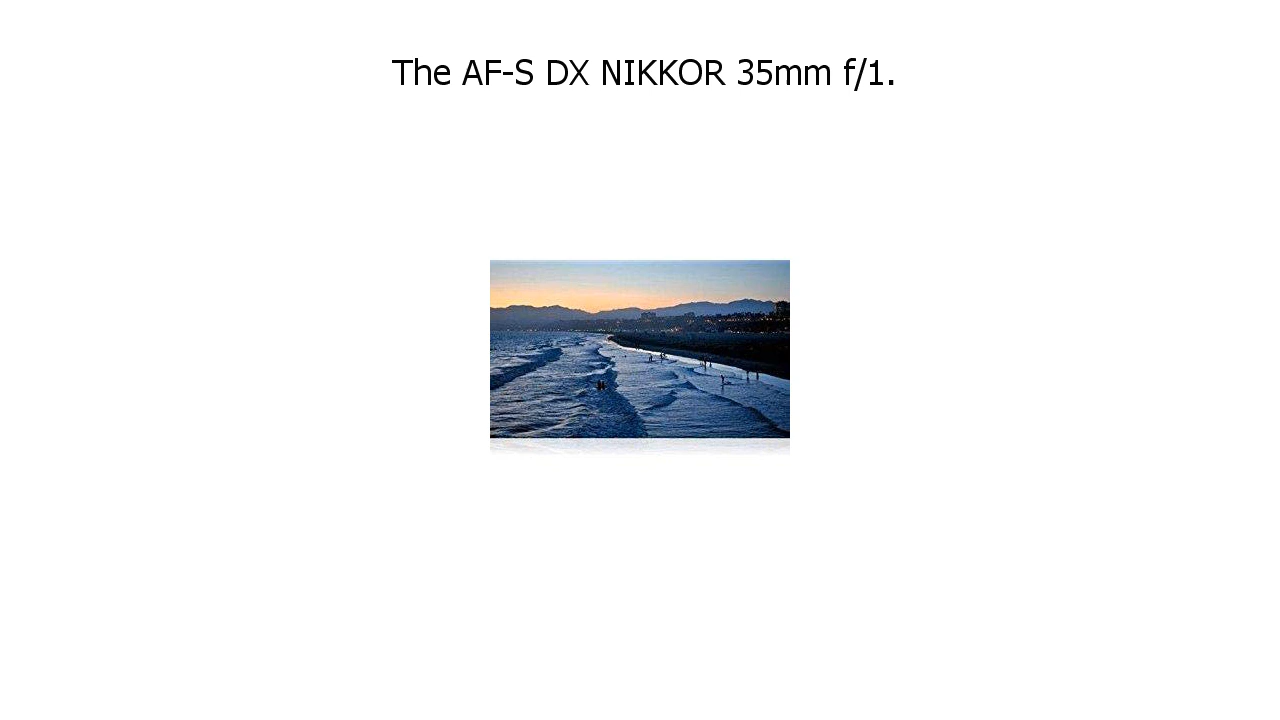 The AF-S DX NIKKOR 35mm f/1.